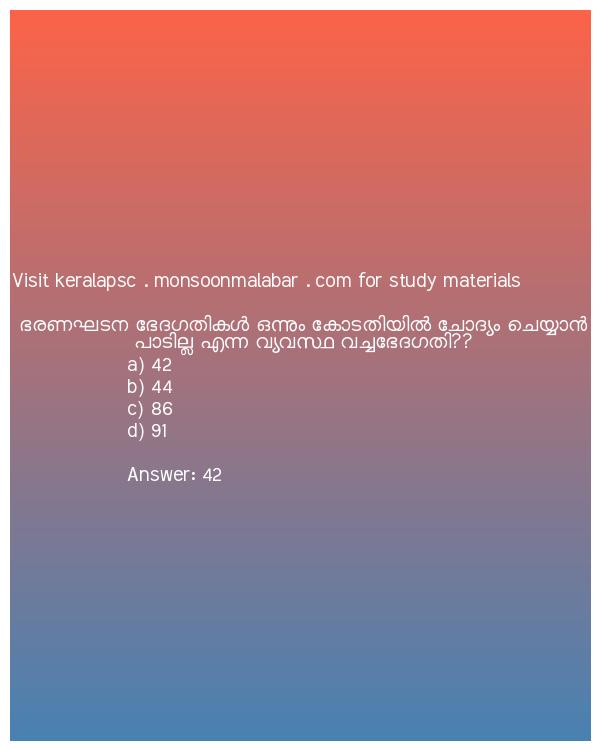 Visit keralapsc . monsoonmalabar . com for study materials
ഭരണഘടന ഭേദഗതികൾ ഒന്നും കോടതിയിൽ ചോദ്യം ചെയ്യാൻ
പാടില്ല എന്ന വ്യവസ്ഥ വച്ചഭേദഗതി??
a) 42
b) 44
c) 86
d) 91
Answer: 42